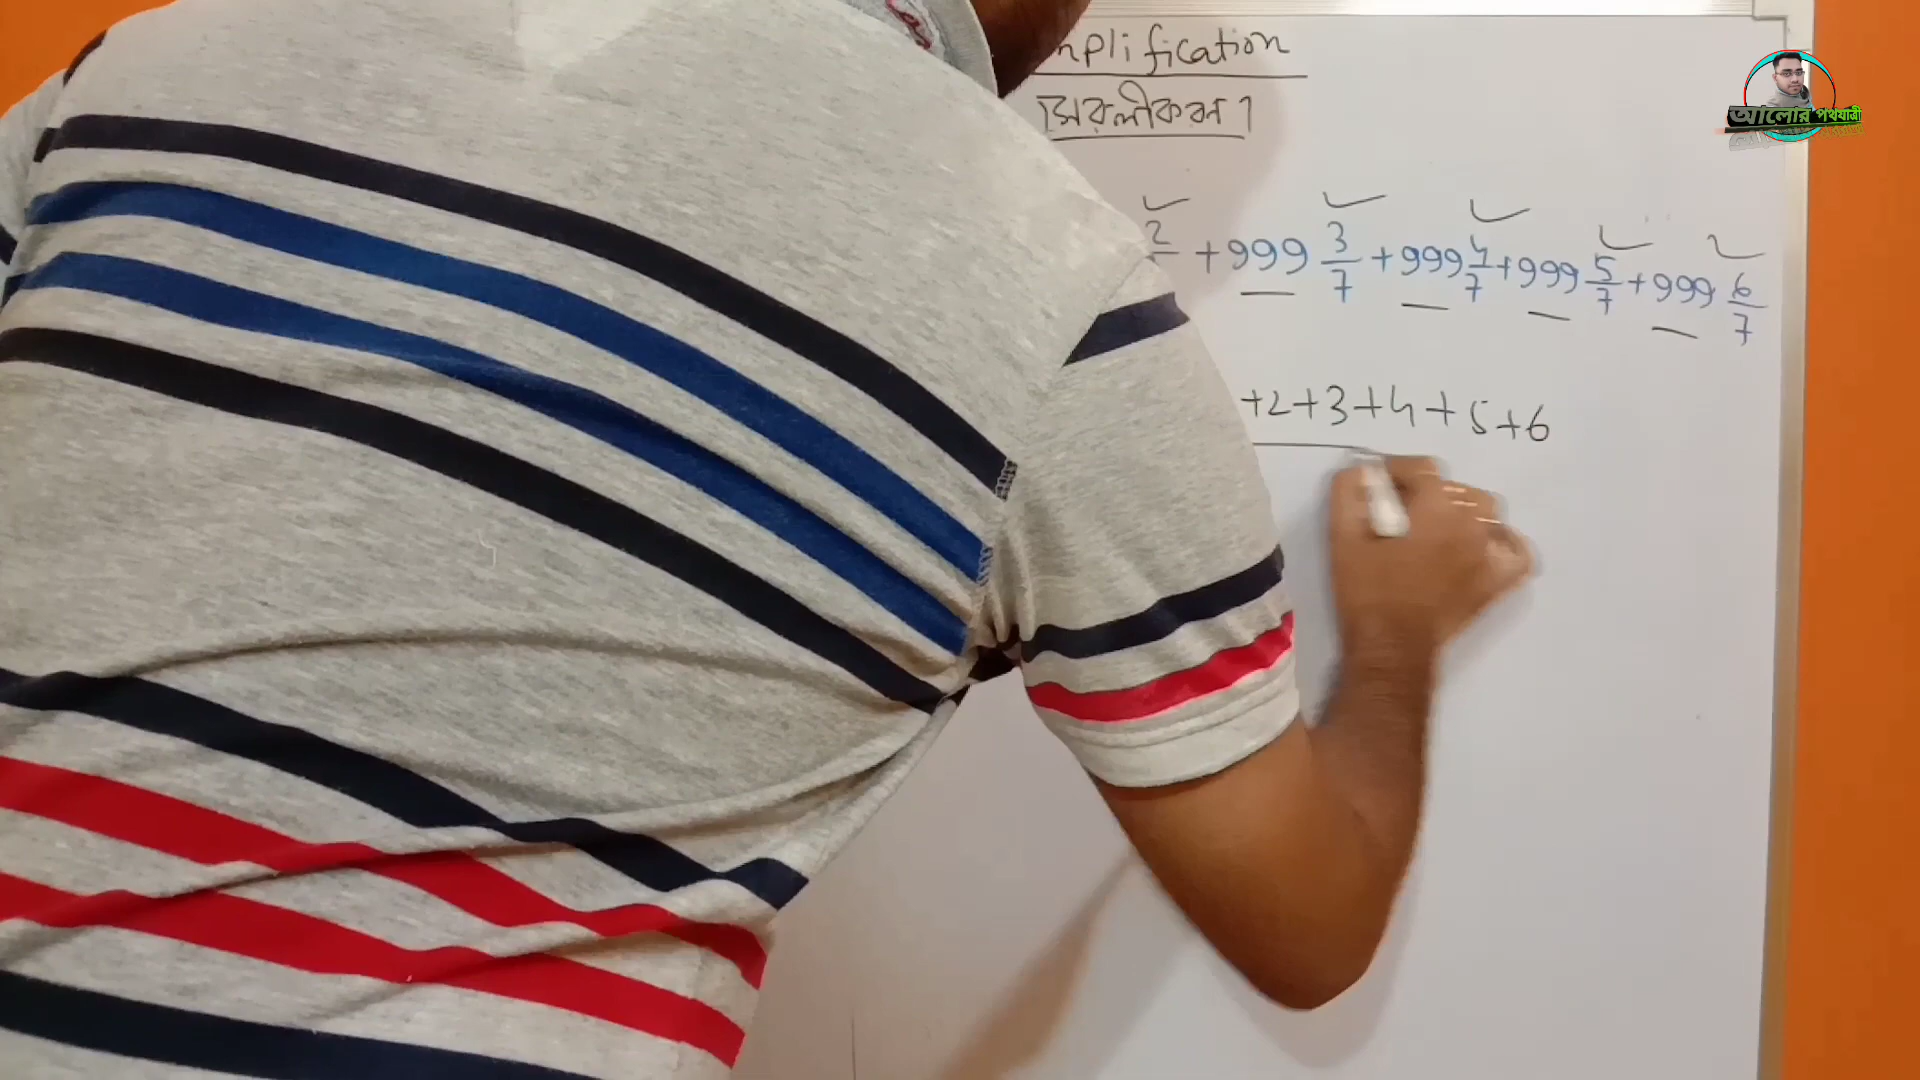 mplification
সরলীকরণ ।
আলোর পথযাত্রী
2 + 999 3/7 + 999 4/7 + 999 5/7 + 999 6/7
+2+3+4+5+6